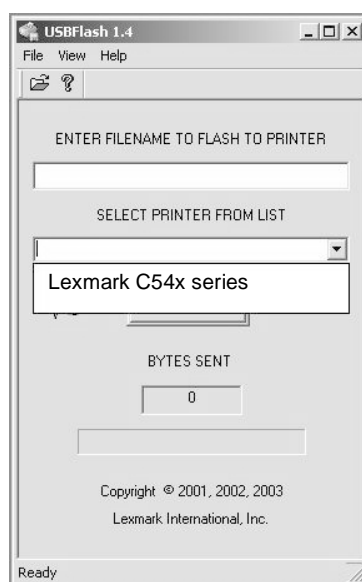 USBFlash 1.4
File View Help
ENTER FILENAME TO FLASH TO PRINTER
SELECT PRINTER FROM LIST
Lexmark C54x series
BYTES SENT
0
Copyright © 2001, 2002, 2003
Lexmark International, Inc.
Ready